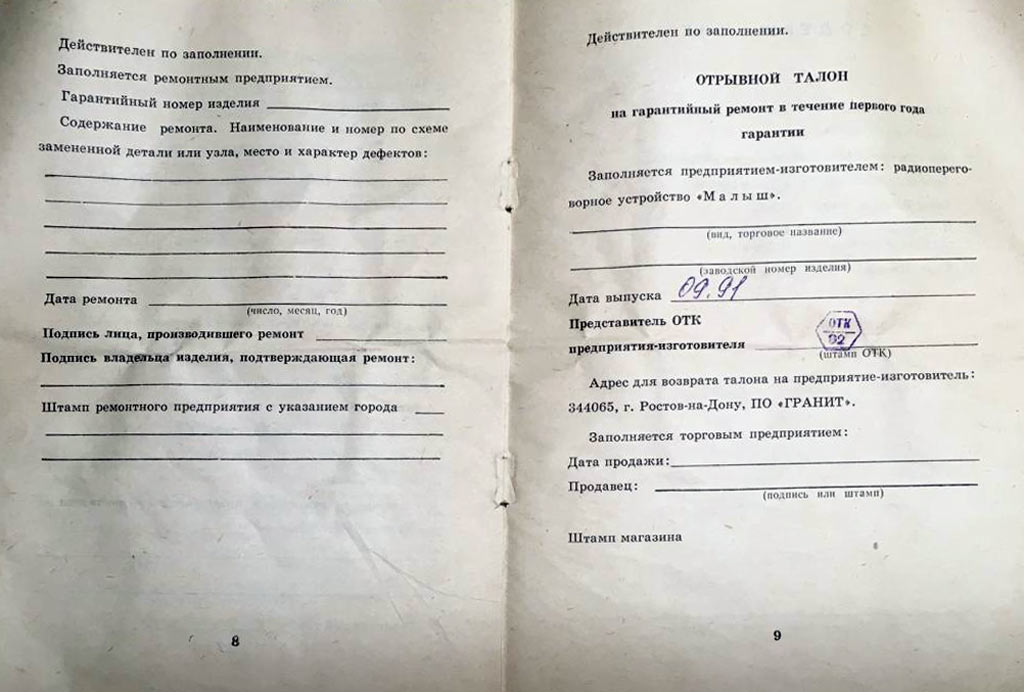 Действителен по заполнении.
Заполняется ремонтным предприятием.
Гарантийный номер изделия
Содержание ремонта. Наименование и номер по схеме
замененной детали или узла, место и характер дефектов:
Дата ремонта
(число, месяц, год)
Подпись лица, производившего ремонт
Подпись владельца изделия, подтверждающая ремонт:
Штамп ремонтного предприятия с указанием города
8
Действителен по заполнении.
ОТРЫВНОЙ ТАЛОН
на гарантийный ремонт в течение первого года
гарантии
Заполняется предприятием-изготовителем: радиоперего-
ворное устройство «Малыш».
(вид, торговое название)
(заводской номер изделия)
Дата выпуска 09.91
Представитель ОТК
предприятия-изготовителя
ОТК
92
(штамп ОТК)
Адрес для возврата талона на предприятие-изготовитель:
344065, г. Ростов-на-Дону, ПО «ГРАНИТ».
Заполняется торговым предприятием:
Дата продажи:
Продавец:
(подпись или штамп)
Штамп магазина
9